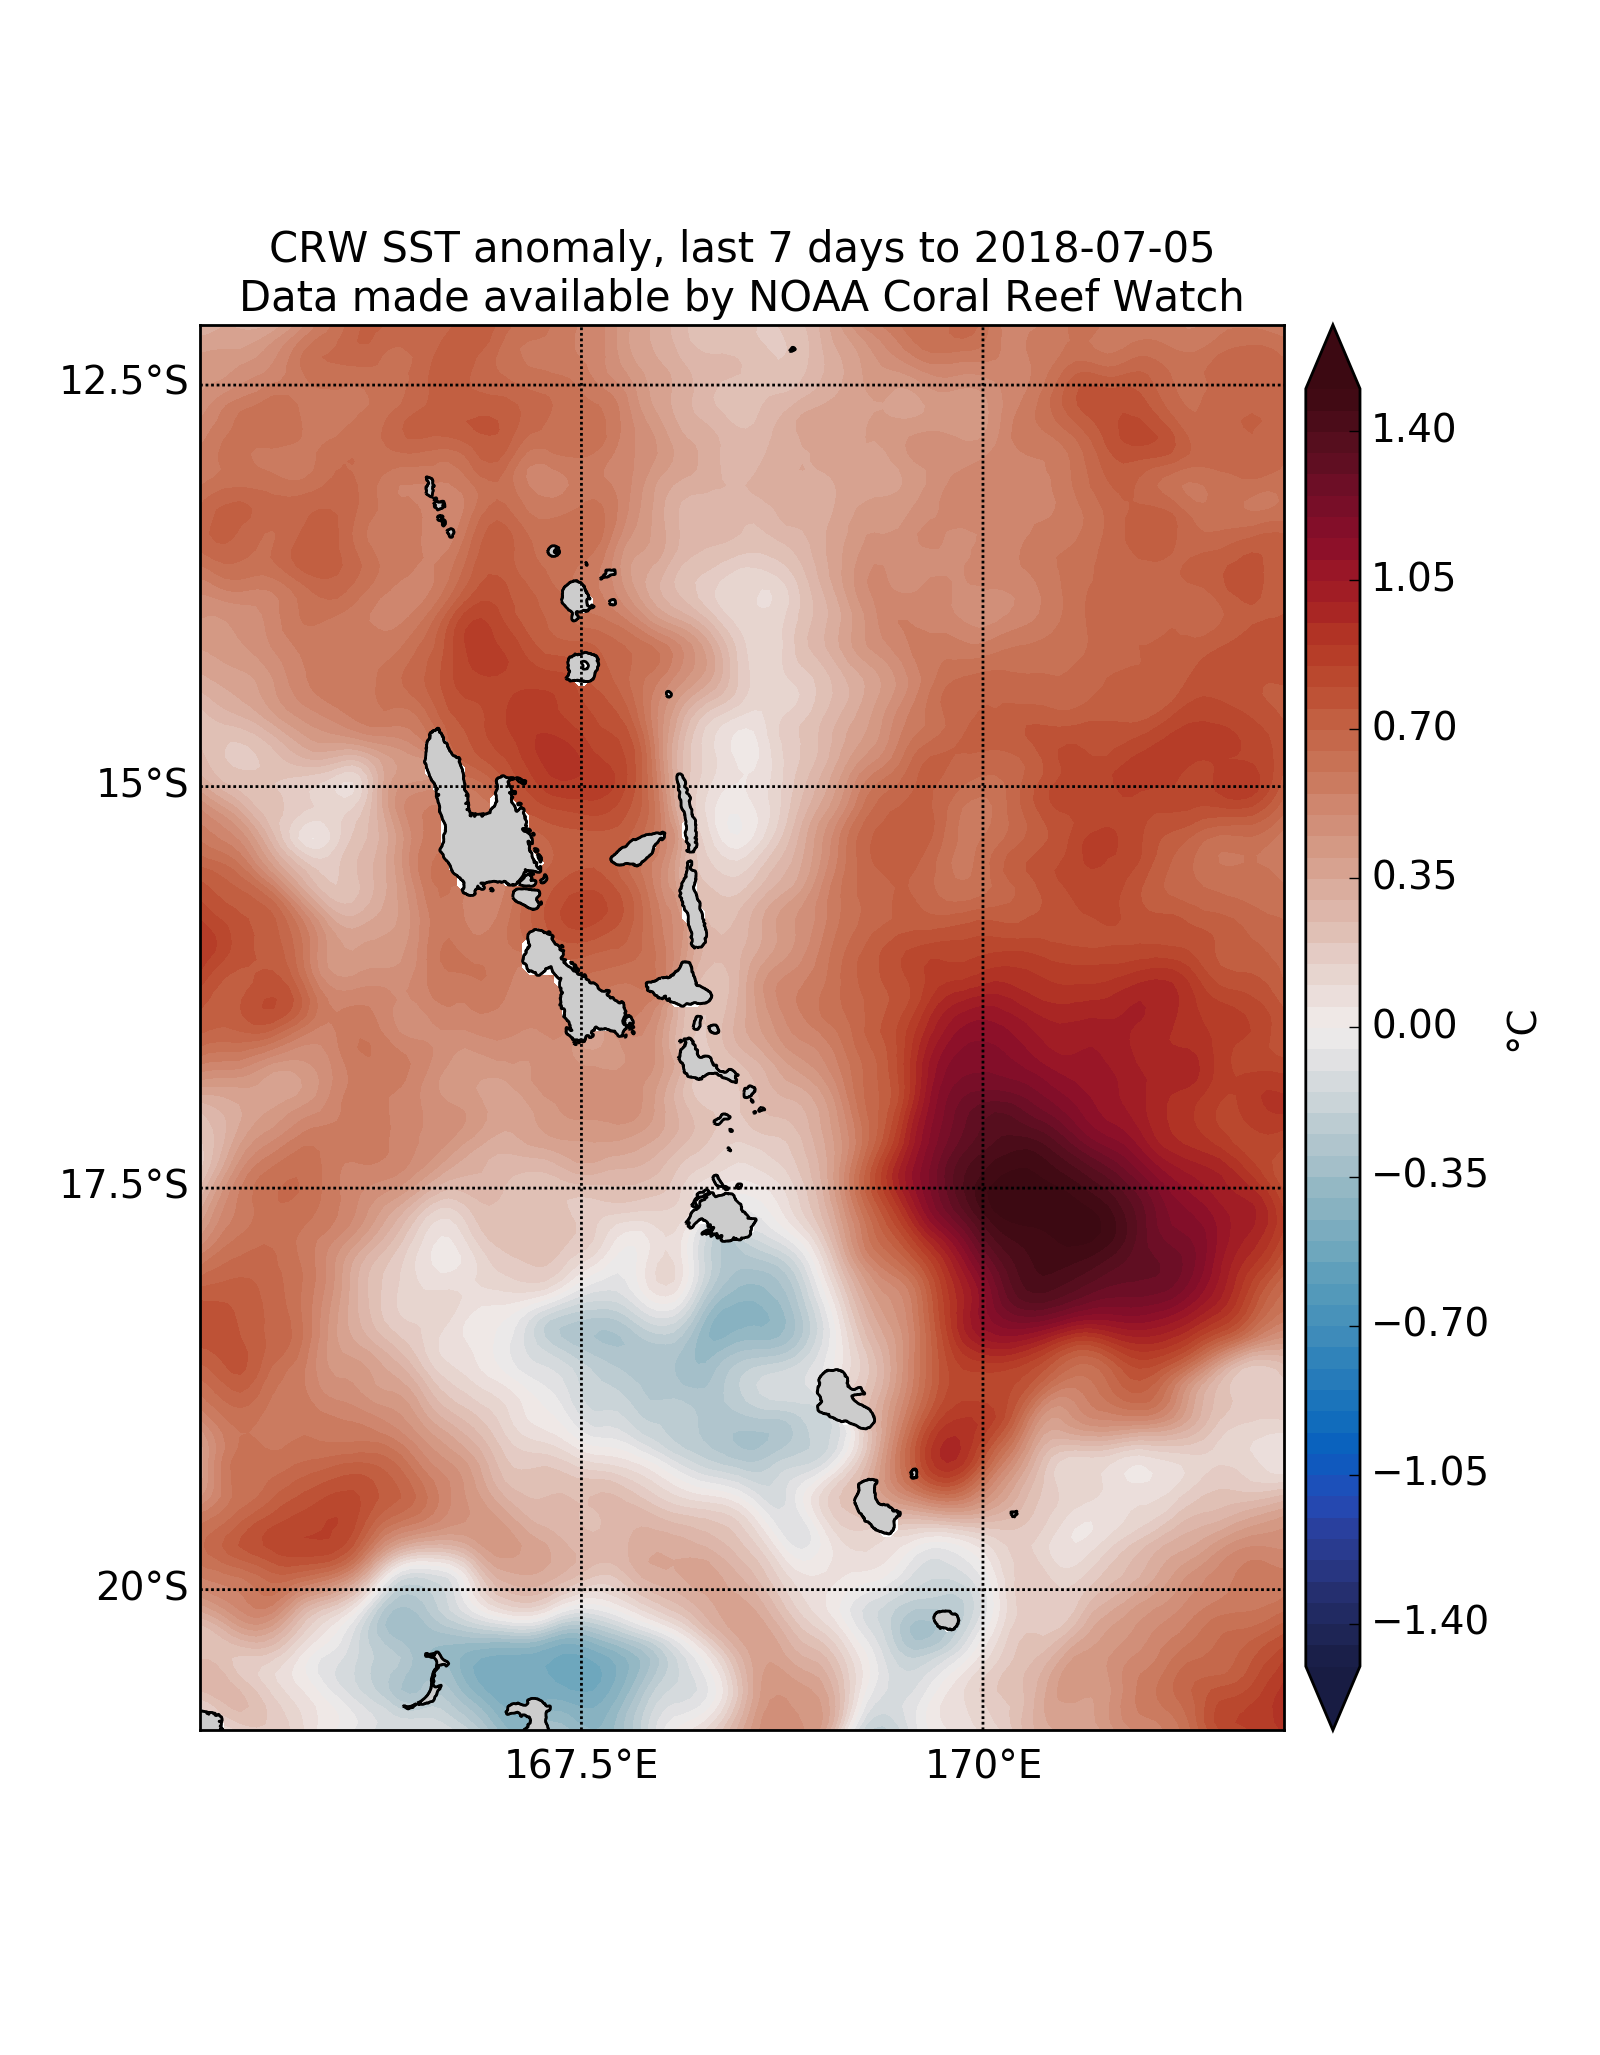 CRW SST anomaly, last 7 days to 2018-07-05
Data made available by NOAA Coral Reef Watch
12.5°S
15°S
17.5°S
20°S
167.5°E
170°E
1.40
1.05
0.70
0.35
0.00
−0.35
−0.70
−1.05
−1.40
°C